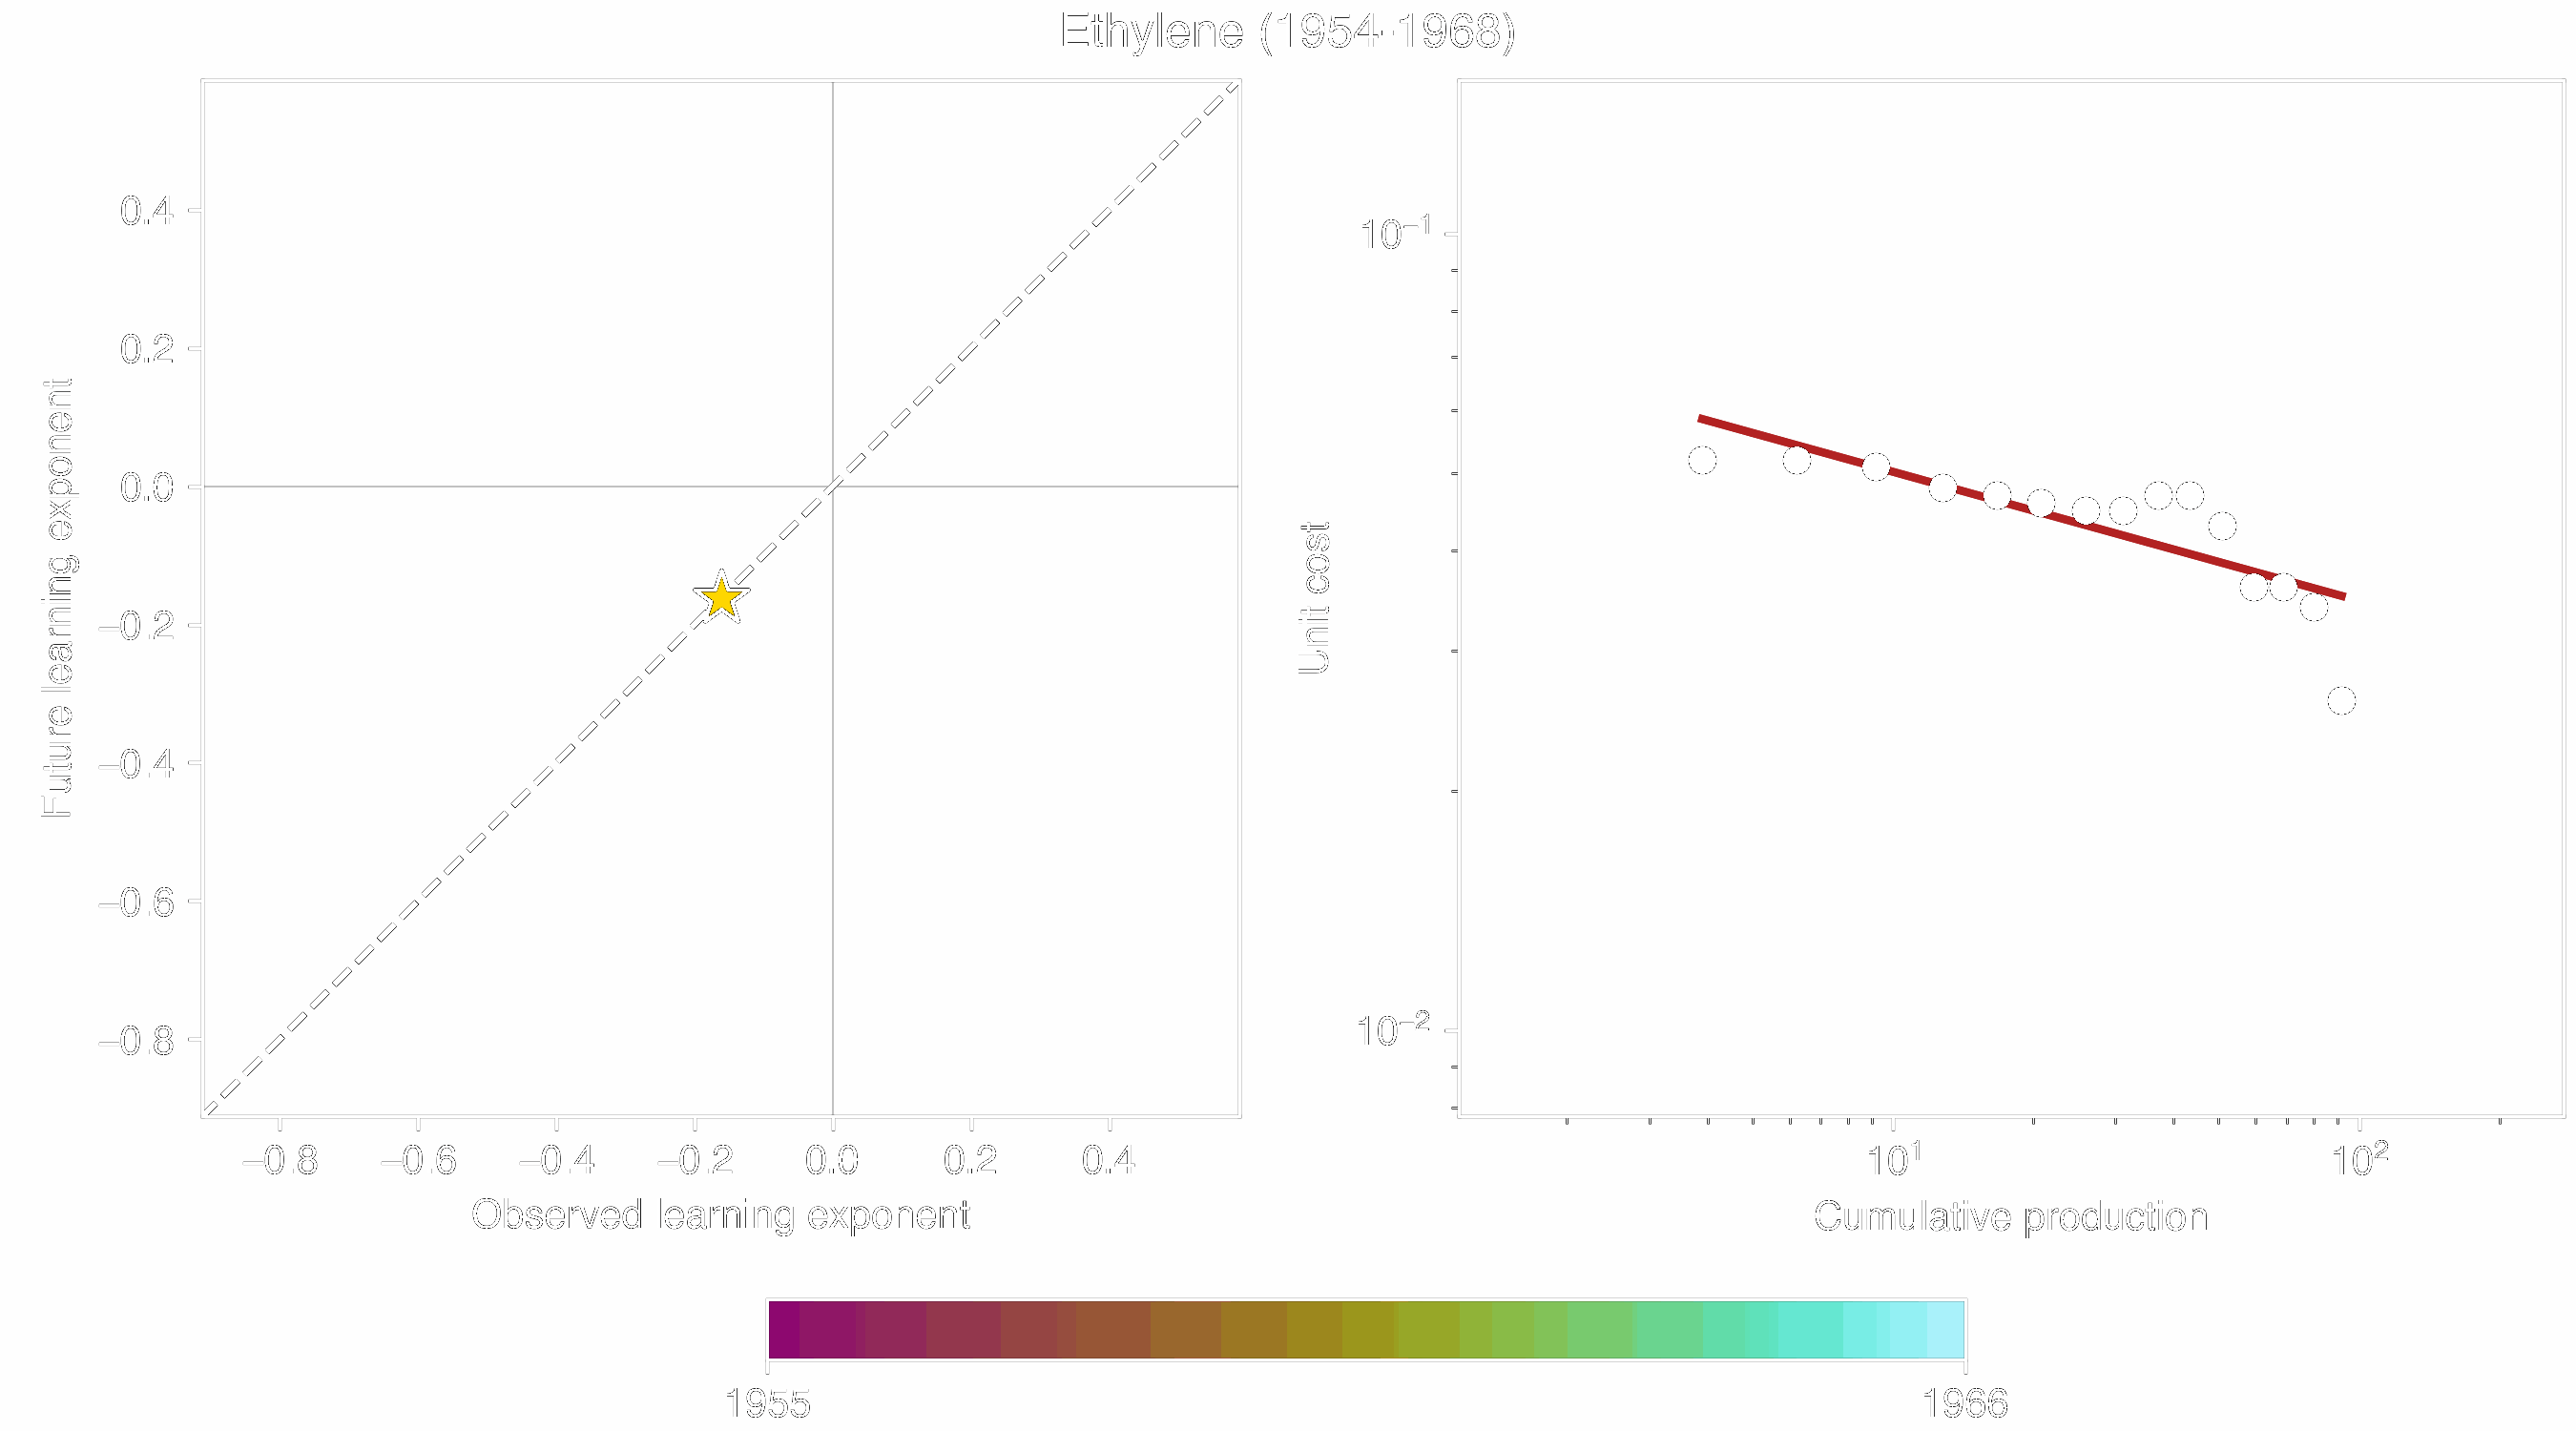 Ethylene (1954-1968)
Future learning exponent
0.4
0.2
0.0
−0.2
−0.4
−0.6
−0.8
−0.8 −0.6 −0.4 −0.2 0.0 0.2 0.4
Observed learning exponent
Unit cost
10⁻¹
10⁻²
10¹ 10²
Cumulative production
1955 1966